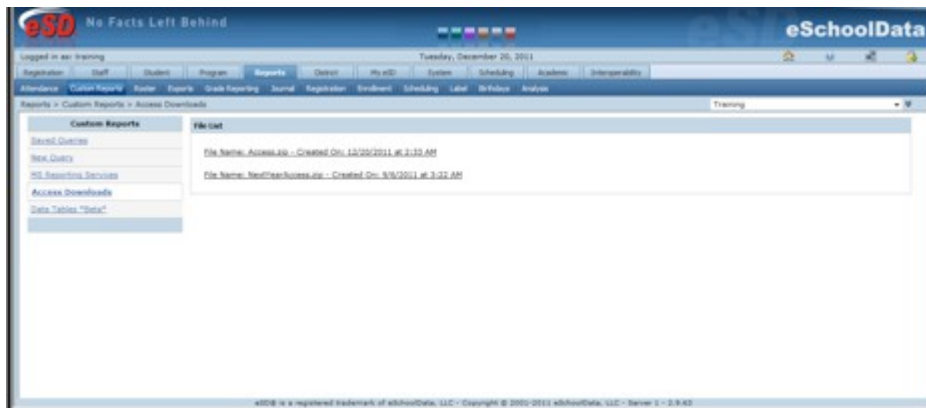 eSD No Facts Left Behind
eSchoolData
Logged in as: training Tuesday, December 20, 2011
Registration Staff Student Program Reports District My eSD System Scheduling Academic Interoperability
Attendance Custom Reports Roster Exports Grade Reporting Journal Registration Enrollment Scheduling Label Birthdays Analysis
Reports > Custom Reports > Access Downloads Training
Custom Reports
Saved Queries
New Query
MS Reporting Services
Access Downloads
Data Tables "Beta"
File List
File Name: Access.zip - Created On: 12/20/2011 at 2:33 AM
File Name: NextYearAccess.zip - Created On: 9/6/2011 at 3:22 AM
eSD® is a registered trademark of eSchoolData, LLC - Copyright © 2001-2011 eSchoolData, LLC - Server 1 - 2.9.63